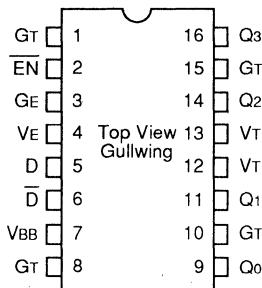 GT 1 16 Q3
E̅N̅ 2 15 GT
GE 3 14 Q2
VE 4 Top View 13 VT
Gullwing
D 5 12 VT
D̅ 6 11 Q1
VBB 7 10 GT
GT 8 9 Q0